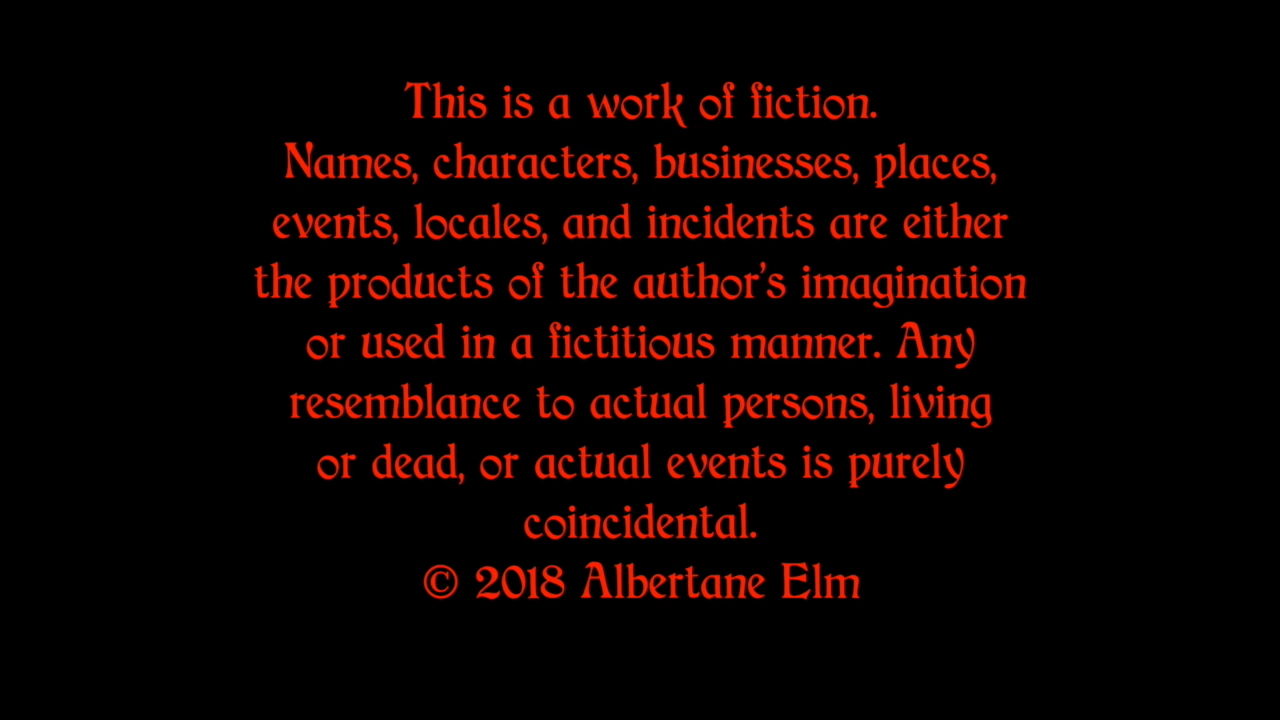 This is a work of fiction.
Names, characters, businesses, places,
events, locales, and incidents are either
the products of the author's imagination
or used in a fictitious manner. Any
resemblance to actual persons, living
or dead, or actual events is purely
coincidental.
© 2018 Albertane Elm